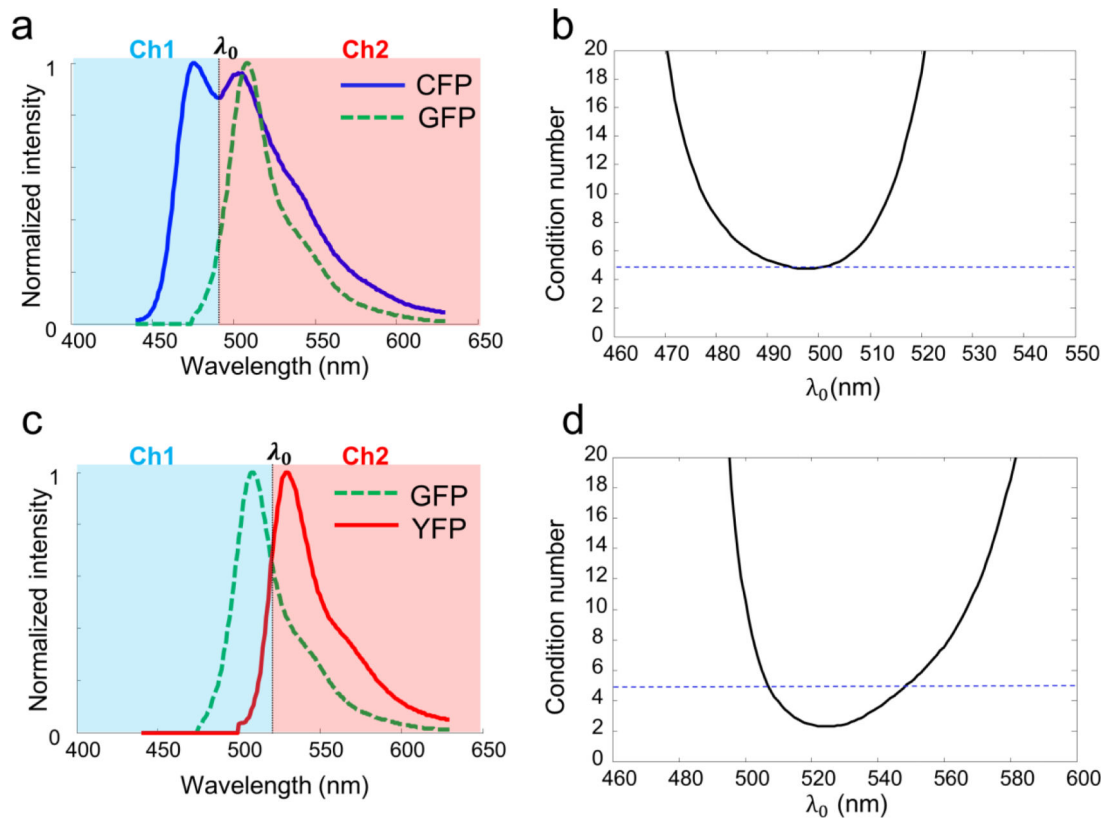 a
Ch1
λ₀
Ch2
CFP
GFP
Normalized intensity
1
0
400
450
500
550
600
650
Wavelength (nm)
b
Condition number
20
18
16
14
12
10
8
6
4
2
0
460
470
480
490
500
510
520
530
540
550
λ₀(nm)
c
Ch1
λ₀
Ch2
GFP
YFP
Normalized intensity
1
0
400
450
500
550
600
650
Wavelength (nm)
d
Condition number
20
18
16
14
12
10
8
6
4
2
0
460
480
500
520
540
560
580
600
λ₀ (nm)